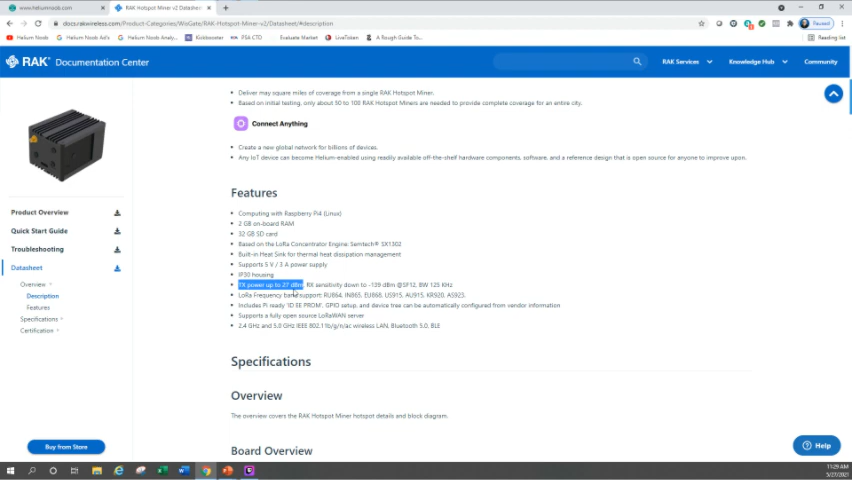 www.heliumnoob.com
RAK Hotspot Miner v2 Datashe
docs.rakwireless.com/Product-Categories/WisGate/RAK-Hotspot-Miner-v2/Datasheet/#description
Paused
Helium Noob
Helium Noob Ad's
Helium Noob Analy...
Kickbooster
PSA CTO
Evaluate Market
LiveToken
A Rough Guide To...
Reading list
RAK
Documentation Center
RAK Services
Knowledge Hub
Community
Deliver may square miles of coverage from a single RAK Hotspot Miner.
Based on initial testing, only about 50 to 100 RAK Hotspot Miners are needed to provide complete coverage for an entire city.
Connect Anything
Create a new global network for billions of devices.
Any IoT device can become Helium-enabled using readily available off-the-shelf hardware components, software, and a reference design that is open source for anyone to improve upon.
Features
Computing with Raspberry Pi4 (Linux)
2 GB on-board RAM
32 GB SD card
Based on the LoRa Concentrator Engine: Semtech® SX1302
Built-in Heat Sink for thermal heat dissipation management
Supports 5 V / 3 A power supply
IP30 housing
TX power up to 27 dBm, RX sensitivity down to -139 dBm @SF12, BW 125 KHz
LoRa Frequency band support: RU864, IN865, EU868, US915, AU915, KR920, AS923.
Includes Pi ready 'ID EE PROM', GPIO setup, and device tree can be automatically configured from vendor information
Supports a fully open source LoRaWAN server
2.4 GHz and 5.0 GHz IEEE 802.11b/g/n/ac wireless LAN, Bluetooth 5.0, BLE
Specifications
Overview
The overview covers the RAK Hotspot Miner hotspot details and block diagram.
Board Overview
Product Overview
Quick Start Guide
Troubleshooting
Datasheet
Overview
Description
Features
Specifications
Certification
Buy from Store
Help
11:29 AM
5/27/2021